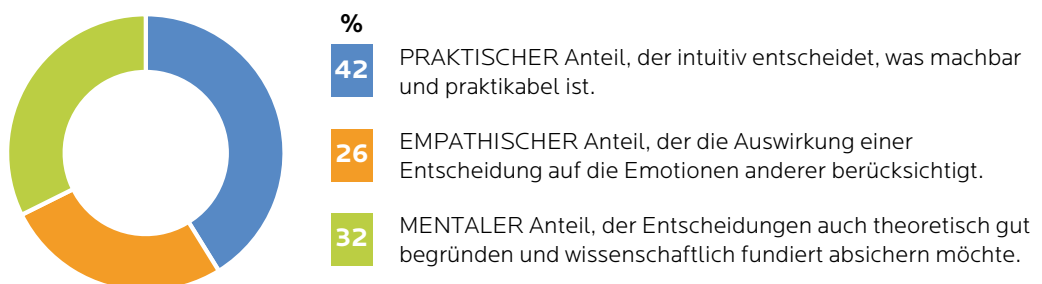 %
42 PRAKTISCHER Anteil, der intuitiv entscheidet, was machbar
und praktikabel ist.
26 EMPATHISCHER Anteil, der die Auswirkung einer
Entscheidung auf die Emotionen anderer berücksichtigt.
32 MENTALER Anteil, der Entscheidungen auch theoretisch gut
begründen und wissenschaftlich fundiert absichern möchte.